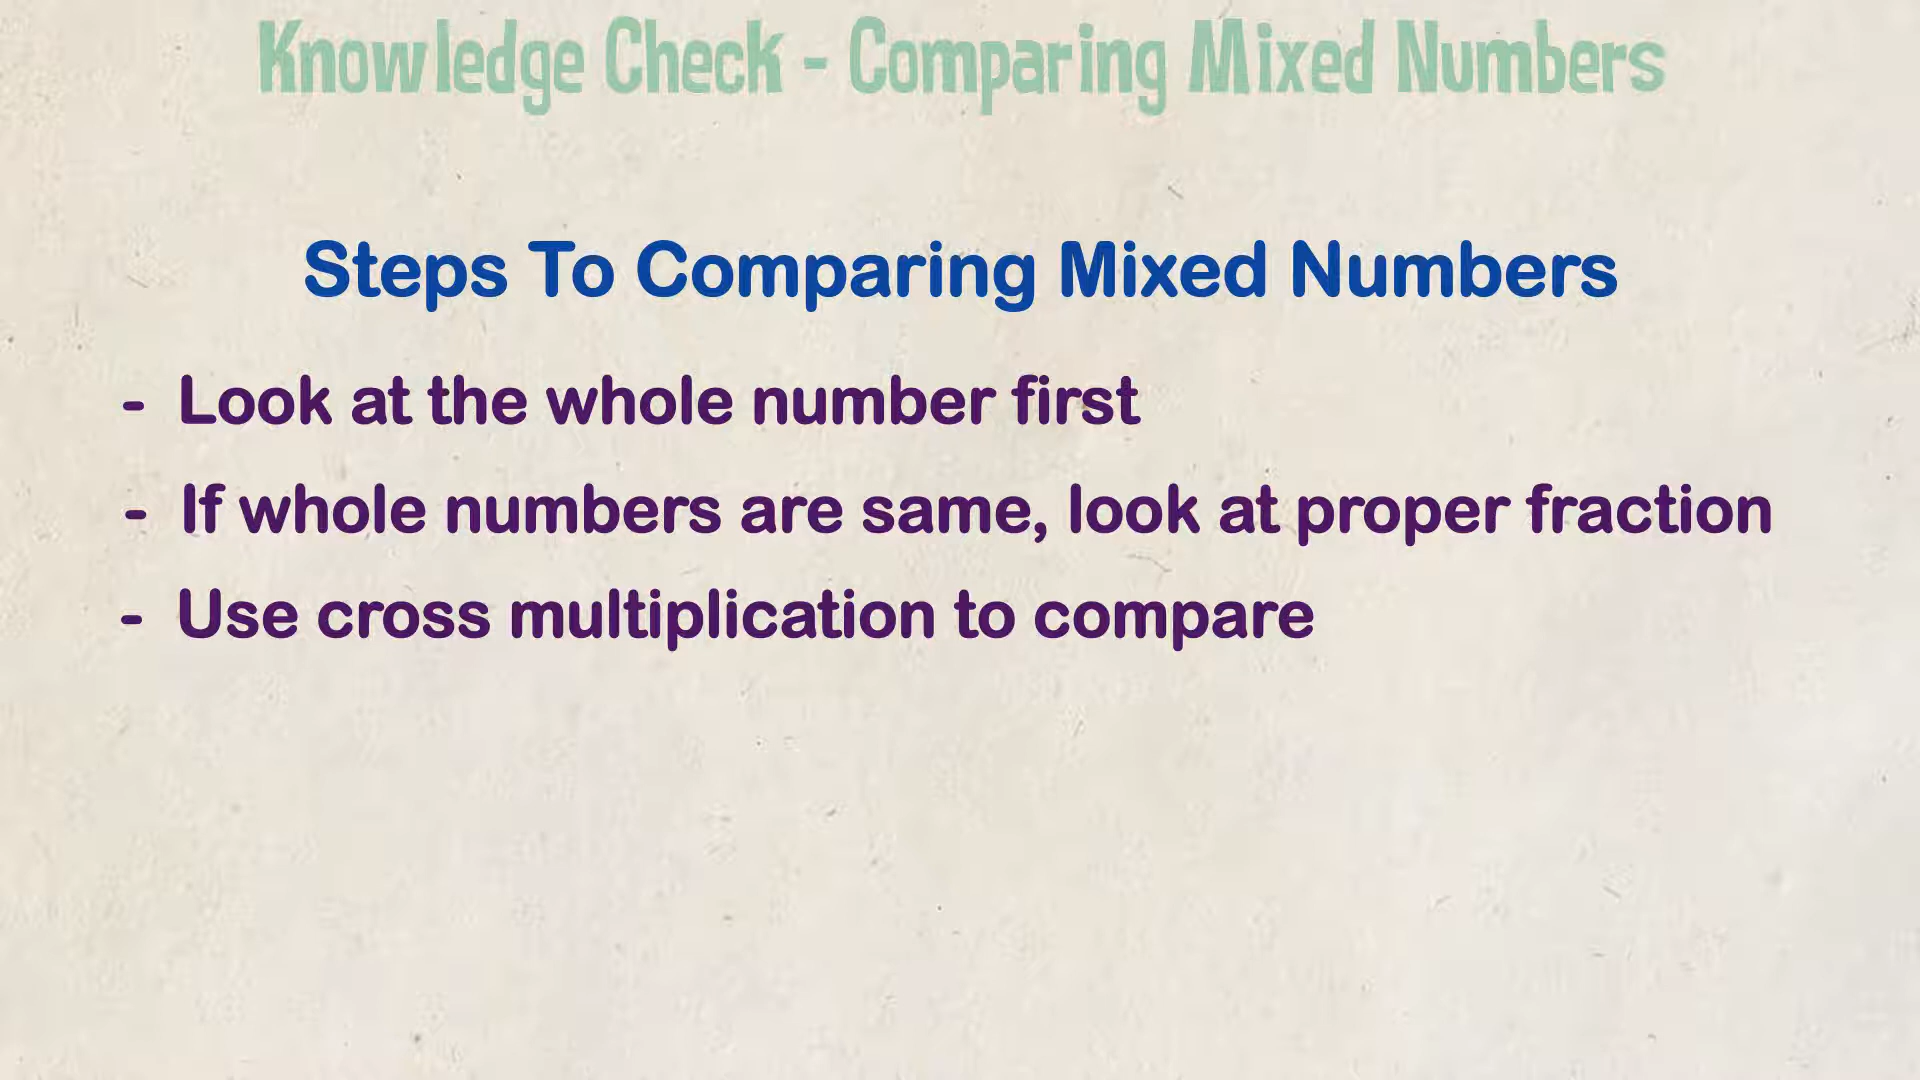 Knowledge Check - Comparing Mixed Numbers
Steps To Comparing Mixed Numbers
- Look at the whole number first
- If whole numbers are same, look at proper fraction
- Use cross multiplication to compare